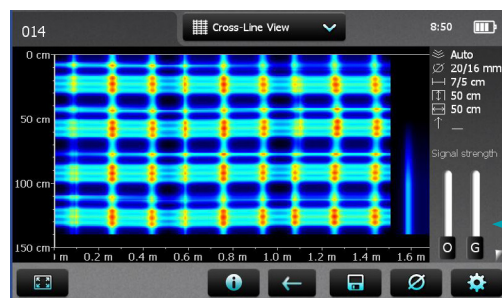 014
Cross-Line View
8:50
0 cm
50 cm
100 cm
150 cm
m
0.2 m
0.4 m
0.6 m
0.8 m
1.0 m
1.2 m
1.4 m
1.6 m
Auto
20/16 mm
7/5 cm
50 cm
50 cm
Signal strength
O
G